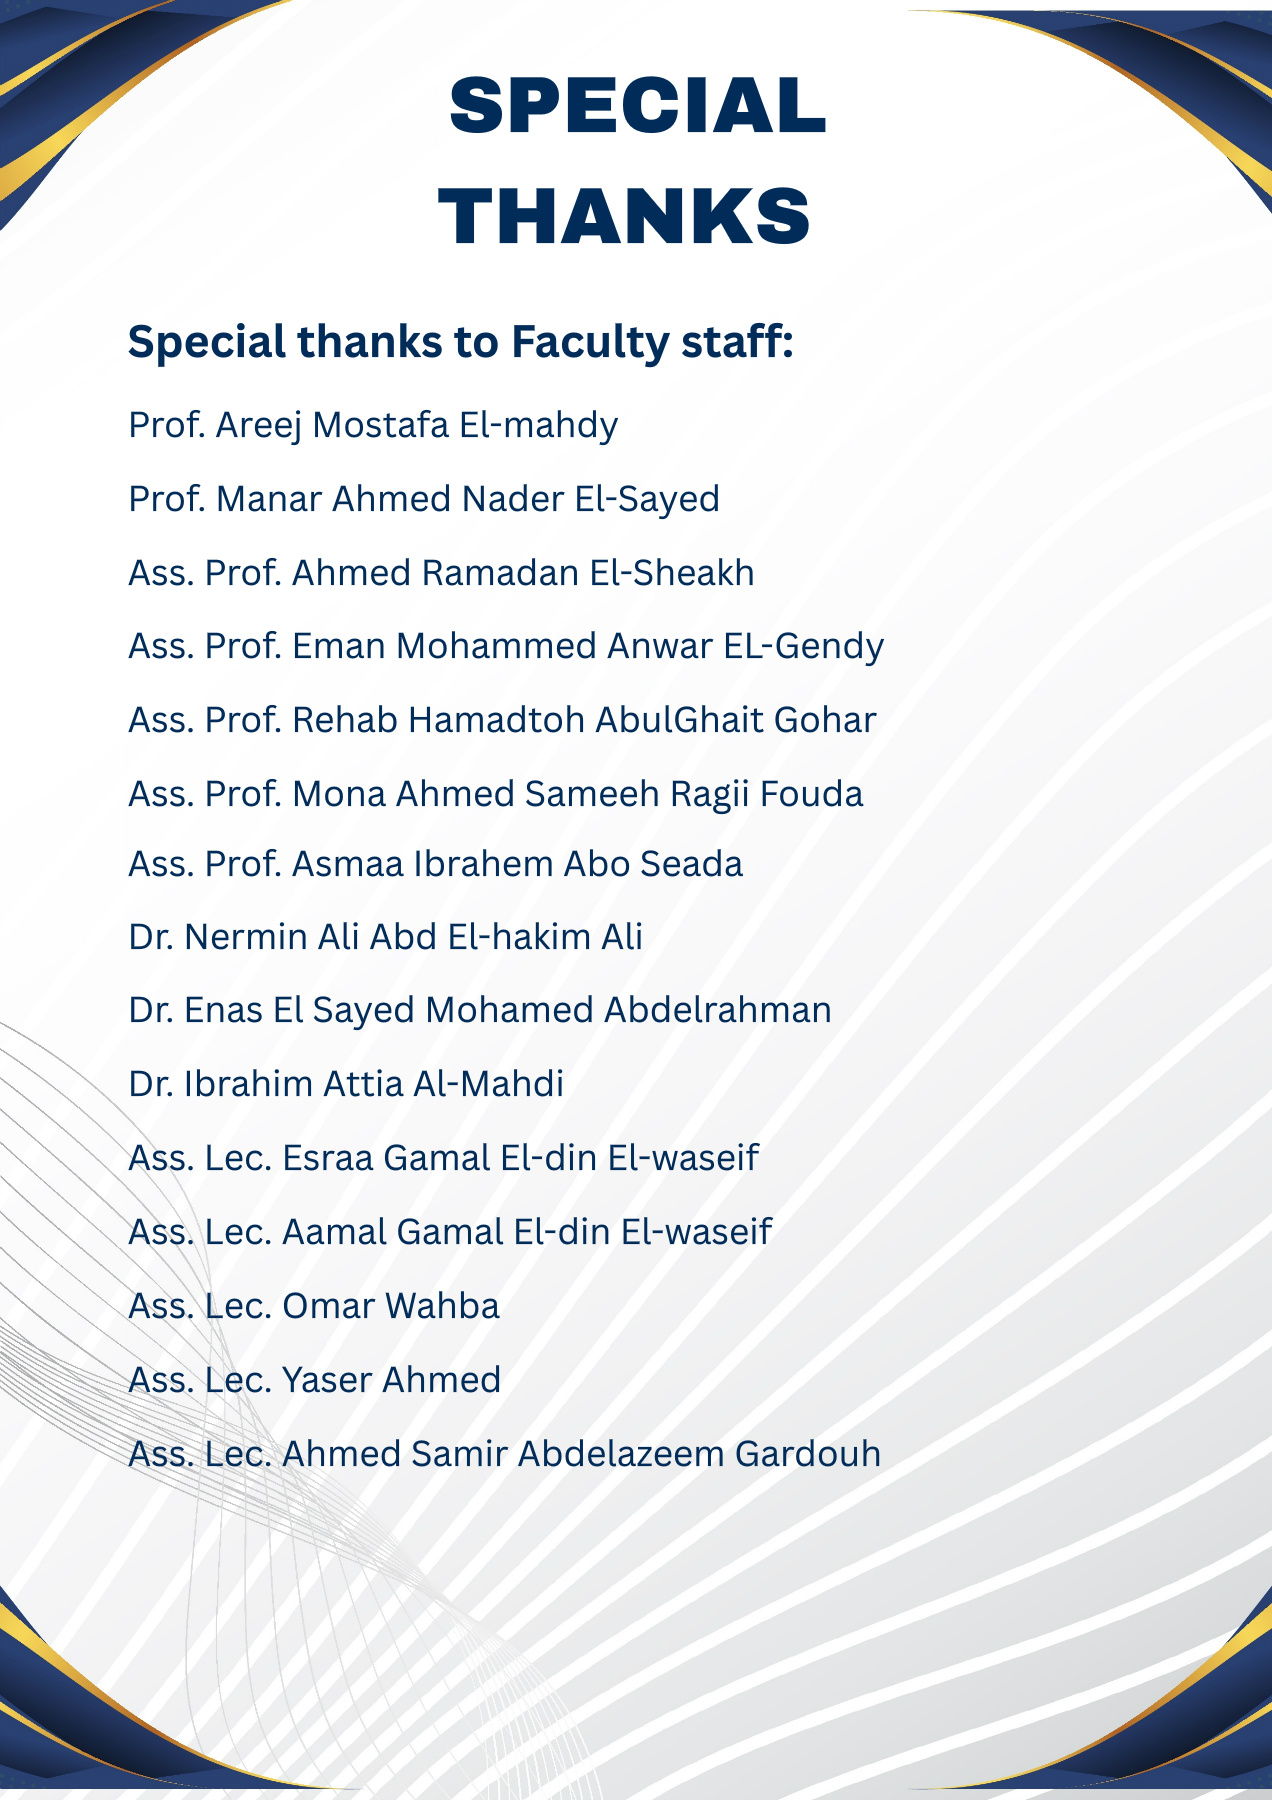 SPECIAL
THANKS
Special thanks to Faculty staff:
Prof. Areej Mostafa El-mahdy
Prof. Manar Ahmed Nader El-Sayed
Ass. Prof. Ahmed Ramadan El-Sheakh
Ass. Prof. Eman Mohammed Anwar EL-Gendy
Ass. Prof. Rehab Hamadtoh AbulGhait Gohar
Ass. Prof. Mona Ahmed Sameeh Ragii Fouda
Ass. Prof. Asmaa Ibrahem Abo Seada
Dr. Nermin Ali Abd El-hakim Ali
Dr. Enas El Sayed Mohamed Abdelrahman
Dr. Ibrahim Attia Al-Mahdi
Ass. Lec. Esraa Gamal El-din El-waseif
Ass. Lec. Aamal Gamal El-din El-waseif
Ass. Lec. Omar Wahba
Ass. Lec. Yaser Ahmed
Ass. Lec. Ahmed Samir Abdelazeem Gardouh